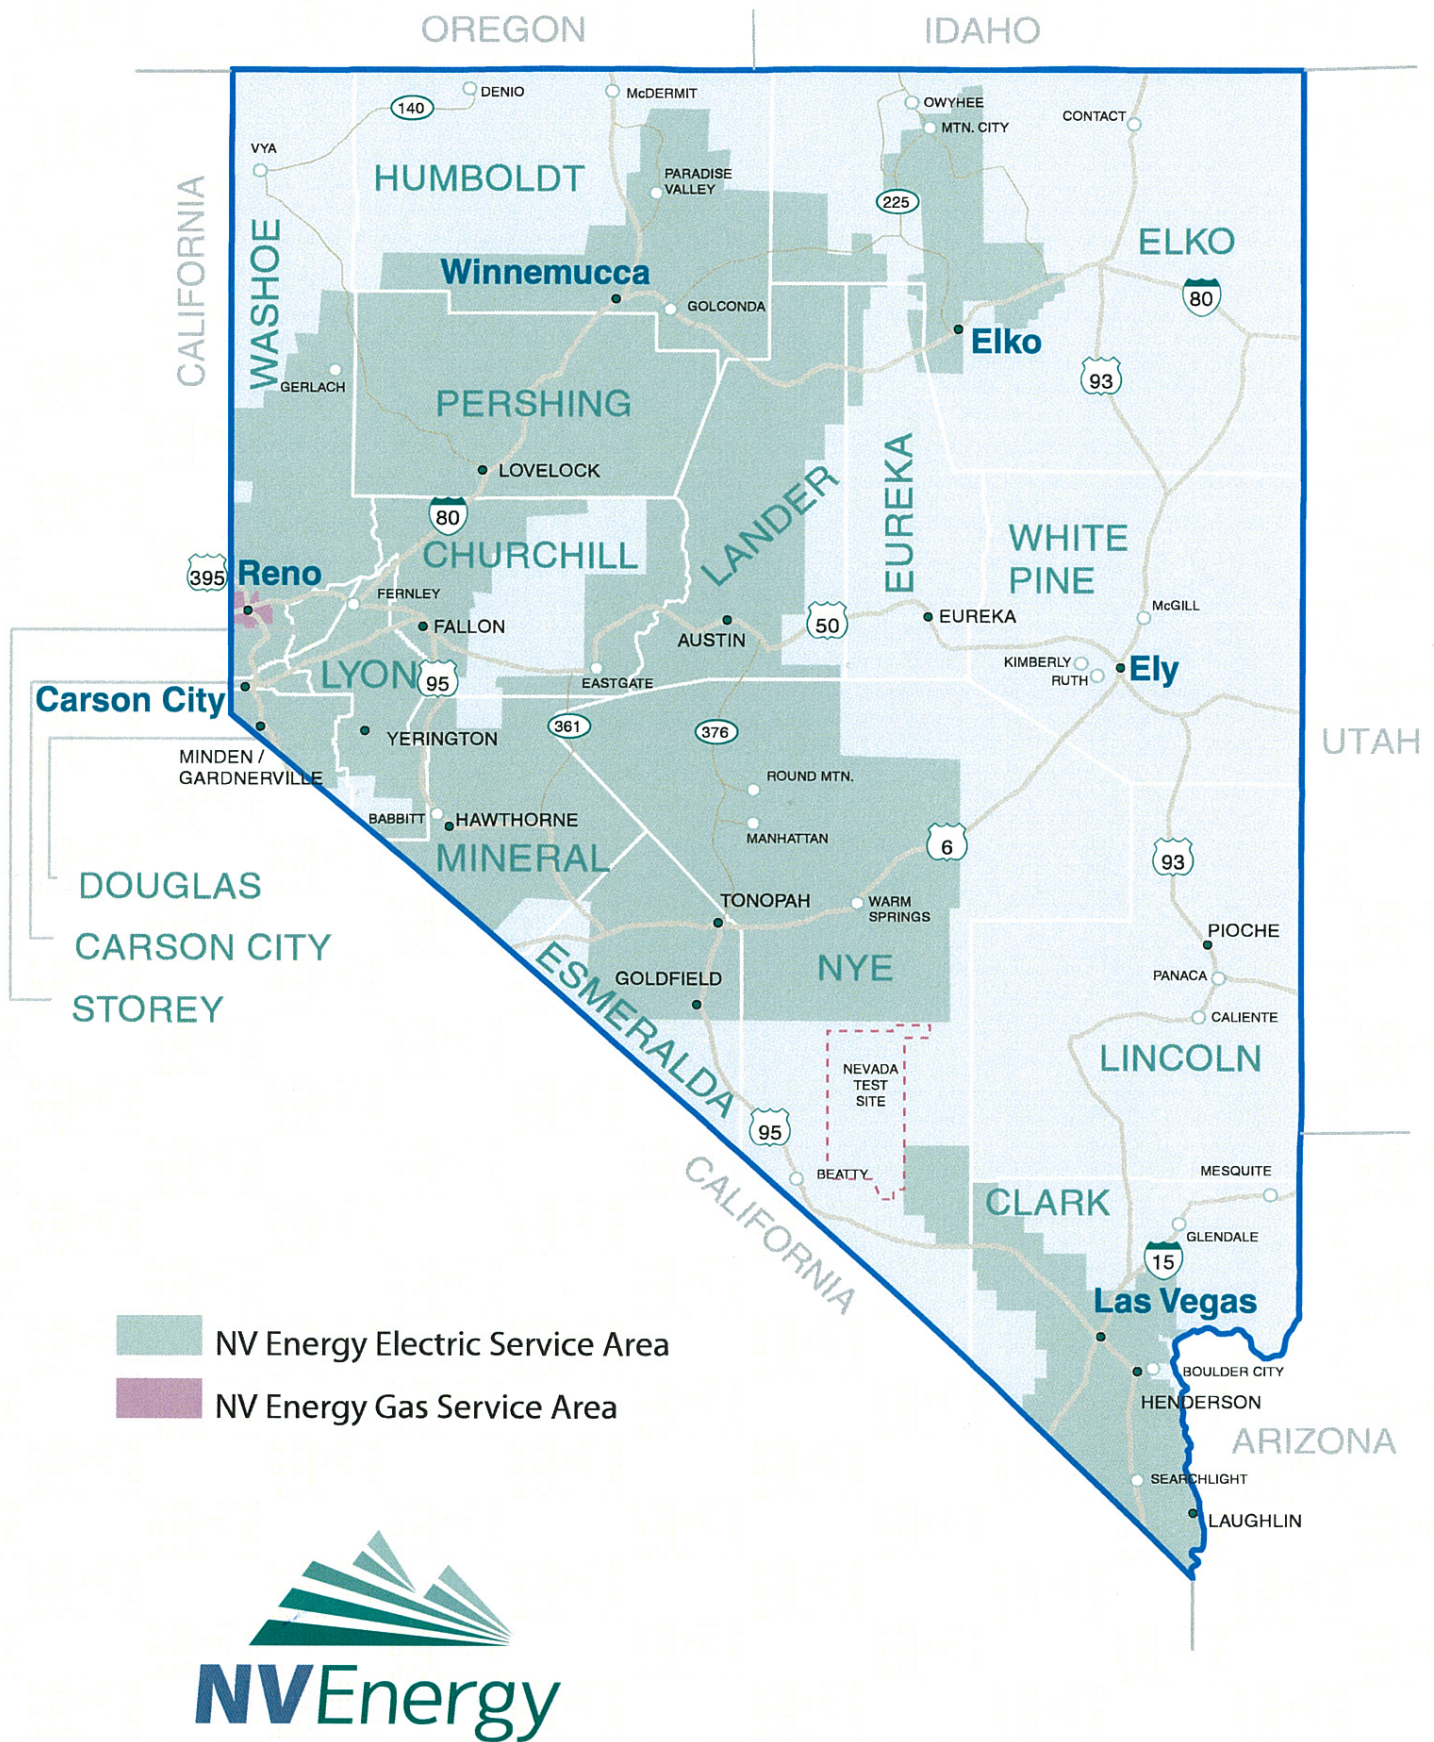 OREGON
IDAHO
DENIO
140
McDERMIT
OWYHEE
MTN. CITY
CONTACT
VYA
HUMBOLDT
PARADISE
VALLEY
225
CALIFORNIA
WASHOE
ELKO
Winnemucca
80
GOLCONDA
Elko
GERLACH
93
PERSHING
LOVELOCK
80
LANDER
EUREKA
WHITE
PINE
CHURCHILL
395
Reno
FERNLEY
FALLON
AUSTIN
50
EUREKA
McGILL
LYON
95
EASTGATE
KIMBERLY
RUTH
Ely
Carson City
361
376
YERINGTON
UTAH
MINDEN /
GARDNERVILLE
ROUND MTN.
BABBITT
HAWTHORNE
MANHATTAN
6
MINERAL
93
DOUGLAS
TONOPAH
WARM
SPRINGS
PIOCHE
CARSON CITY
ESMERALDA
GOLDFIELD
NYE
PANACA
STOREY
CALIENTE
LINCOLN
NEVADA
TEST
SITE
95
BEATTY
MESQUITE
CALIFORNIA
CLARK
GLENDALE
15
Las Vegas
NV Energy Electric Service Area
BOULDER CITY
NV Energy Gas Service Area
HENDERSON
ARIZONA
SEARCHLIGHT
LAUGHLIN
NVEnergy